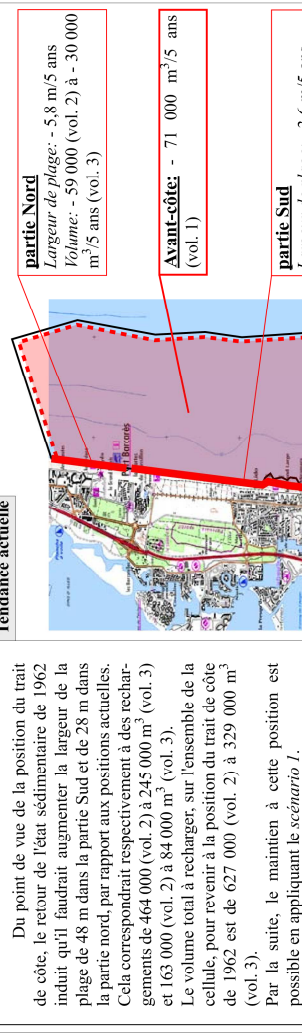 Du point de vue de la position du trait
de côte, le retour de l'état sédimentaire de 1962
induit qu'il faudrait augmenter la largeur de la
plage de 48 m dans la partie Sud et de 28 m dans
la partie nord, par rapport aux positions actuelles.
Cela correspondrait respectivement à des rechar-
gements de 464 000 (vol. 2) à 245 000 m³ (vol. 3)
et 163 000 (vol. 2) à 84 000 m³ (vol. 3).
Le volume total à recharger, sur l'ensemble de la
cellule, pour revenir à la position du trait de côte
de 1962 est de 627 000 (vol. 2) à 329 000 m³
(vol. 3).
Par la suite, le maintien à cette position est
possible en appliquant le scénario 1.
Tendance actuelle
Port Barcarès
partie Nord
Largeur de plage: - 5,8 m/5 ans
Volume: - 59 000 (vol. 2) à - 30 000
m³/5 ans (vol. 3)
Avant-côte: - 71 000 m³/5 ans
(vol. 1)
partie Sud